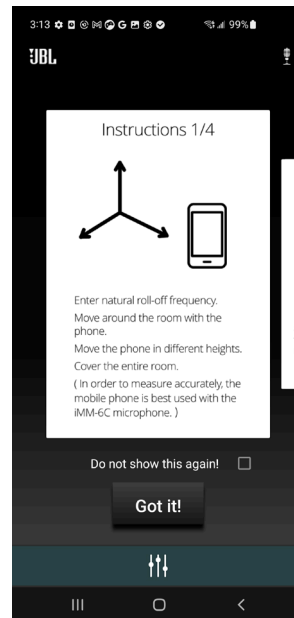 3:13 99%
JBL
Instructions 1/4
Enter natural roll-off frequency.
Move around the room with the
phone.
Move the phone in different heights.
Cover the entire room.
( In order to measure accurately, the
mobile phone is best used with the
iMM-6C microphone. )
Do not show this again!
Got it!